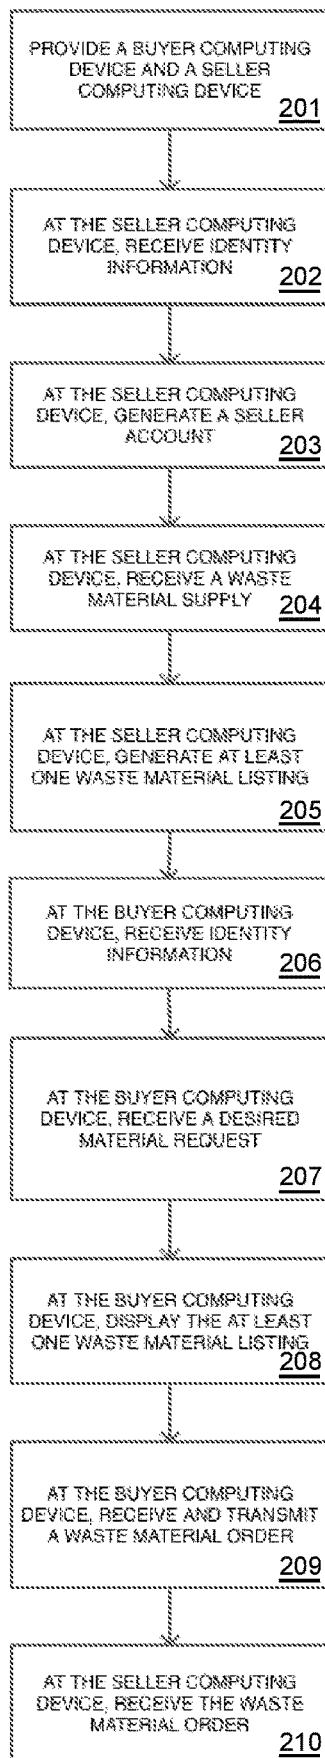 PROVIDE A BUYER COMPUTING
DEVICE AND A SELLER
COMPUTING DEVICE
201
AT THE SELLER COMPUTING
DEVICE, RECEIVE IDENTITY
INFORMATION
202
AT THE SELLER COMPUTING
DEVICE, GENERATE A SELLER
ACCOUNT
203
AT THE SELLER COMPUTING
DEVICE, RECEIVE A WASTE
MATERIAL SUPPLY
204
AT THE SELLER COMPUTING
DEVICE, GENERATE AT LEAST
ONE WASTE MATERIAL LISTING
205
AT THE BUYER COMPUTING
DEVICE, RECEIVE IDENTITY
INFORMATION
206
AT THE BUYER COMPUTING
DEVICE, RECEIVE A DESIRED
MATERIAL REQUEST
207
AT THE BUYER COMPUTING
DEVICE, DISPLAY THE AT LEAST
ONE WASTE MATERIAL LISTING
208
AT THE BUYER COMPUTING
DEVICE, RECEIVE AND TRANSMIT
A WASTE MATERIAL ORDER
209
AT THE SELLER COMPUTING
DEVICE, RECEIVE THE WASTE
MATERIAL ORDER
210